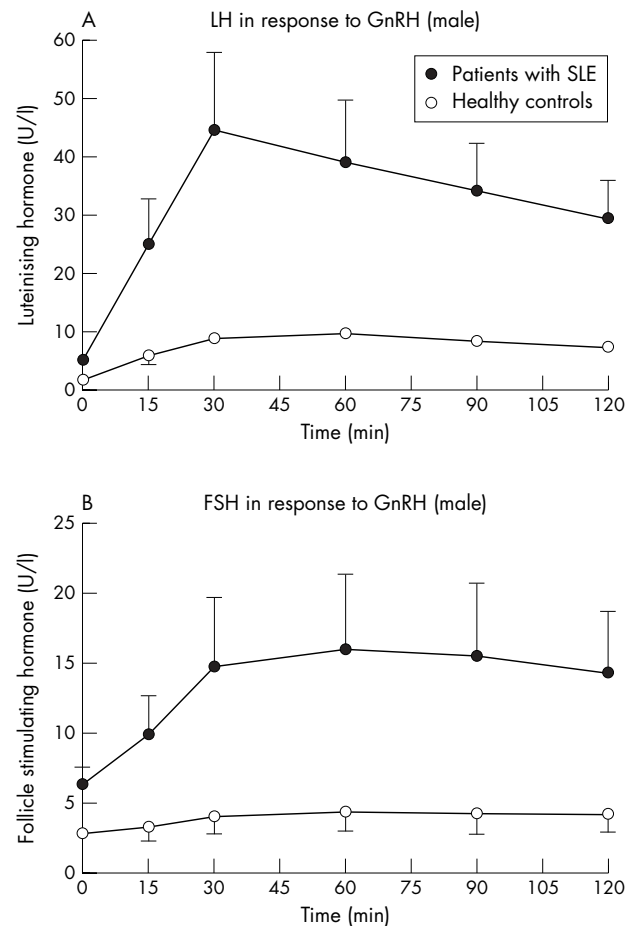 A
LH in response to GnRH (male)
60
50
40
30
20
10
0
Luteinising hormone (U/l)
Patients with SLE
Healthy controls
0 15 30 45 60 75 90 105 120
Time (min)
B
FSH in response to GnRH (male)
25
20
15
10
5
0
Follicle stimulating hormone (U/l)
0 15 30 45 60 75 90 105 120
Time (min)